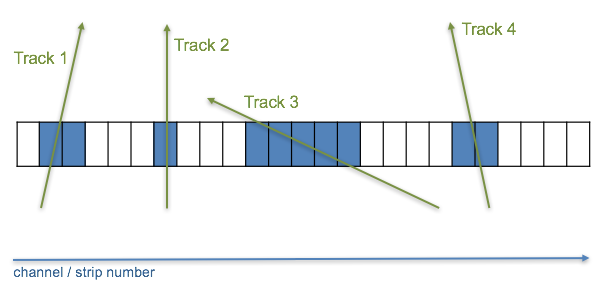 Track 1
Track 2
Track 3
Track 4
channel / strip number